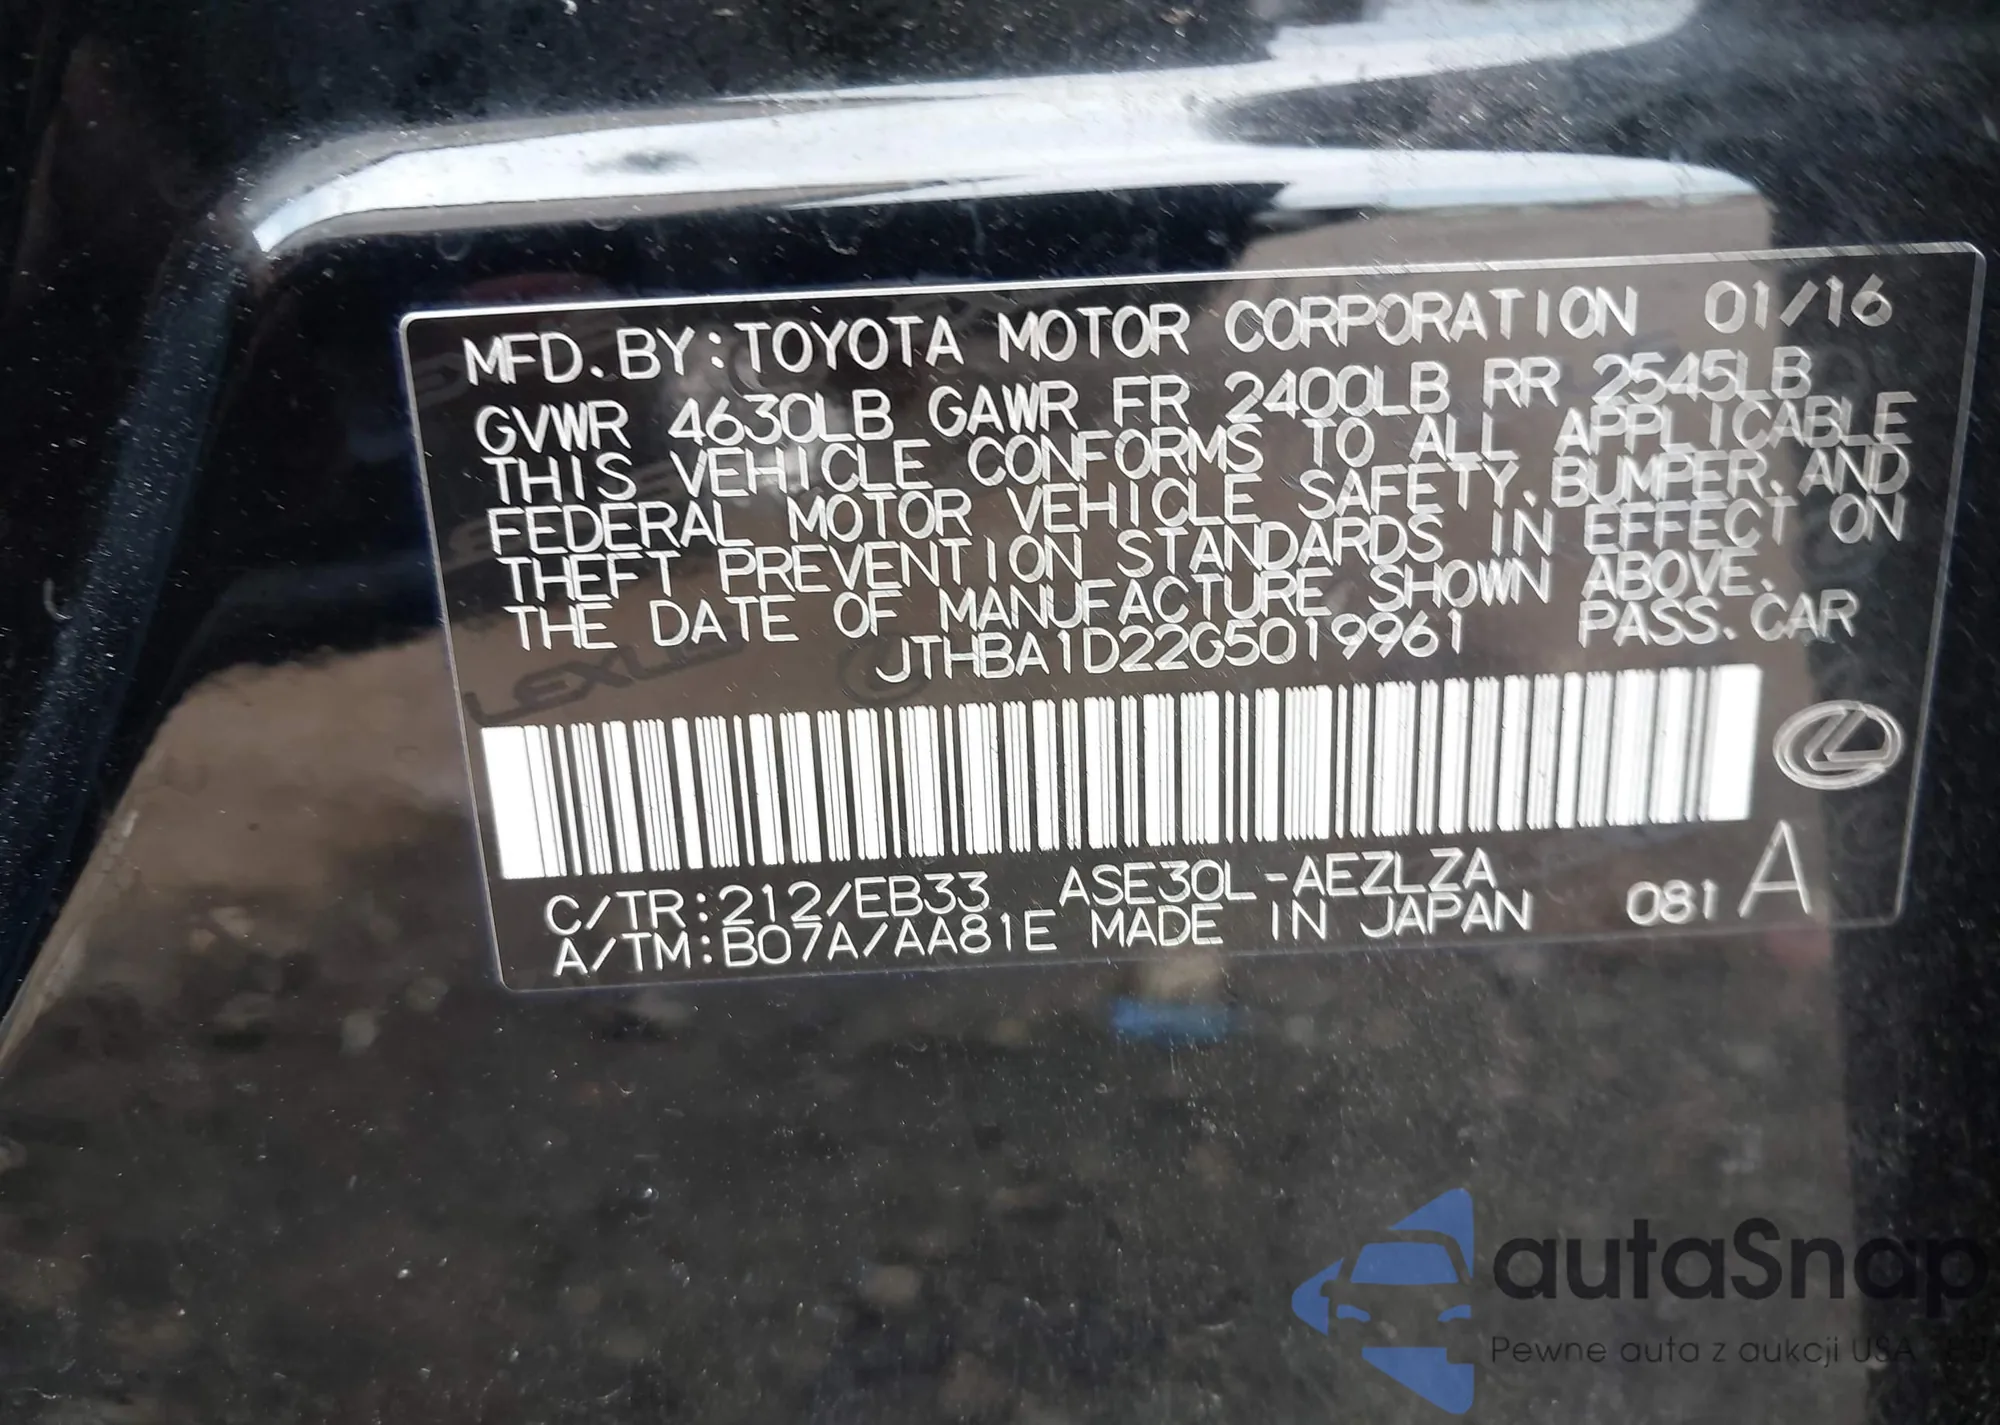 MFD. BY: TOYOTA MOTOR CORPORATION 01/16
GVWR 4630LB GAWR FR 2400LB RR 2545LB
THIS VEHICLE CONFORMS TO ALL APPLICABLE
FEDERAL MOTOR VEHICLE SAFETY, BUMPER, AND
THEFT PREVENTION STANDARDS IN EFFECT ON
THE DATE OF MANUFACTURE SHOWN ABOVE.
JTHBA1D22G5019961 PASS. CAR
LEXUS
C/TR:212/EB33 ASE30L-AEZLZA
A/TM:B07A/AA81E MADE IN JAPAN 081 A
autaSnap
Pewne auta z aukcji USA